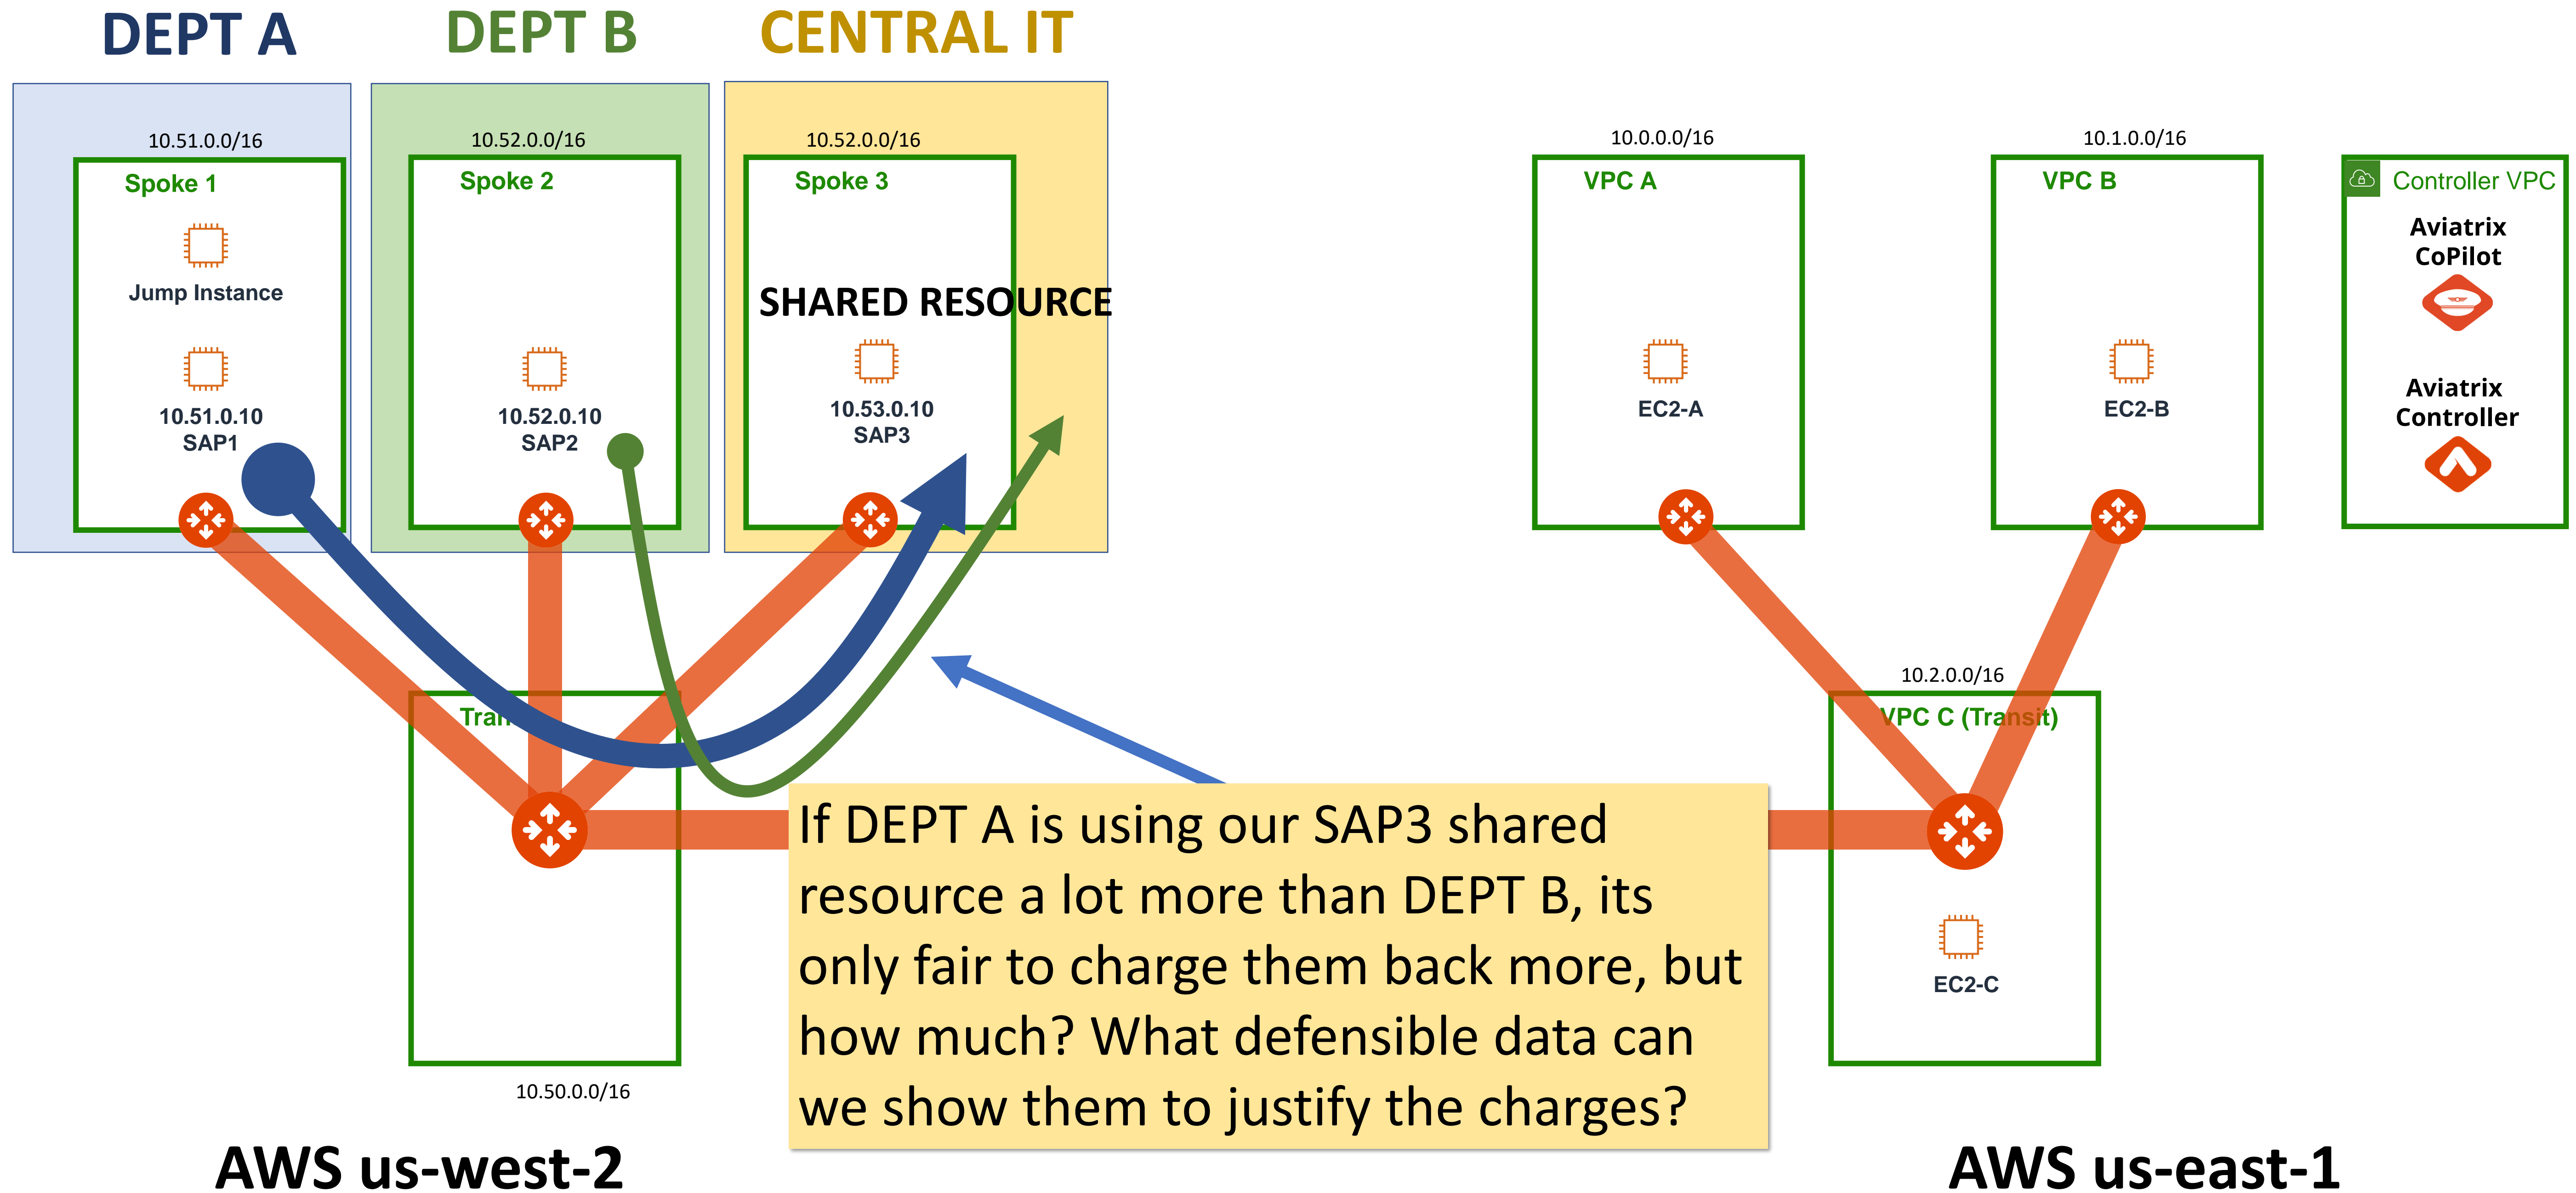 DEPT A
DEPT B
CENTRAL IT
10.51.0.0/16
Spoke 1
Jump Instance
10.51.0.10
SAP1
10.52.0.0/16
Spoke 2
10.52.0.10
SAP2
10.52.0.0/16
Spoke 3
SHARED RESOURCE
10.53.0.10
SAP3
10.0.0.0/16
VPC A
EC2-A
10.1.0.0/16
VPC B
EC2-B
Controller VPC
Aviatrix
CoPilot
Aviatrix
Controller
Tran
10.50.0.0/16
10.2.0.0/16
VPC C (Transit)
EC2-C
If DEPT A is using our SAP3 shared
resource a lot more than DEPT B, its
only fair to charge them back more, but
how much? What defensible data can
we show them to justify the charges?
AWS us-west-2
AWS us-east-1